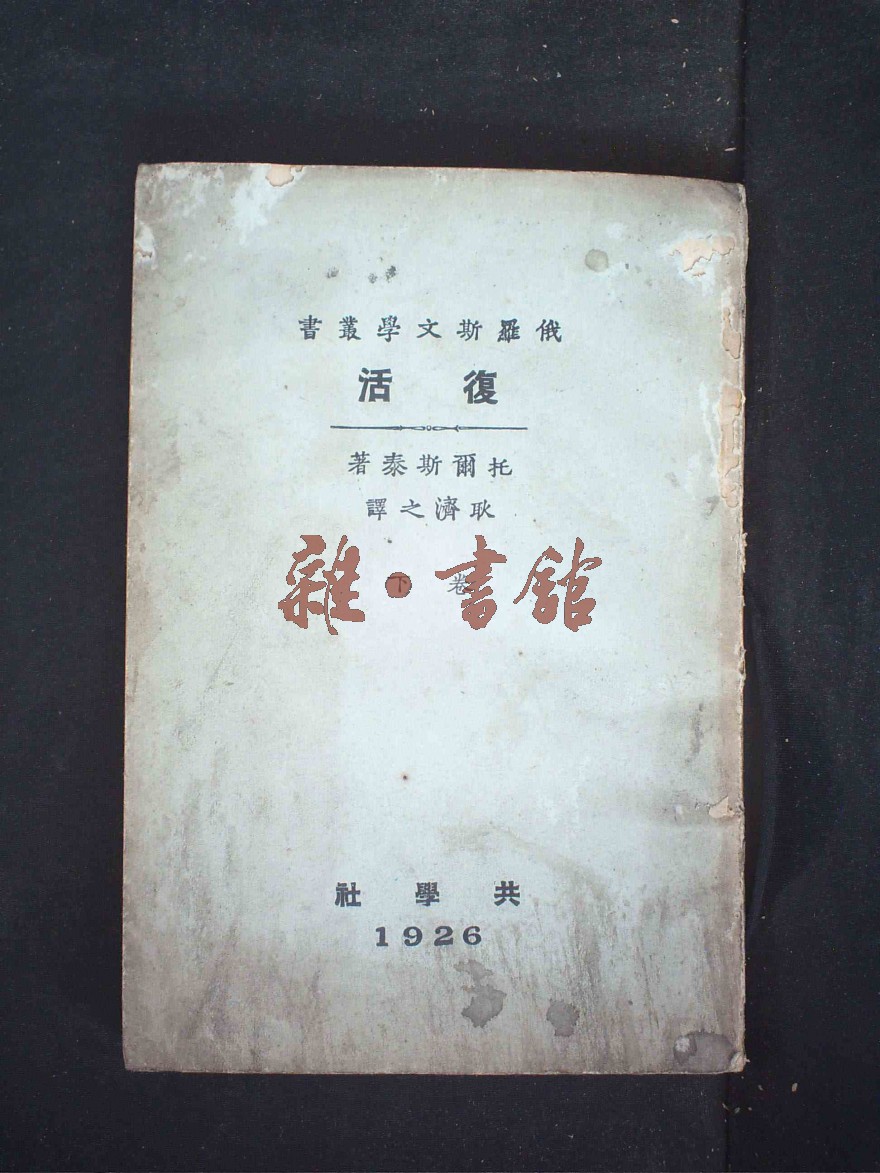 俄羅斯文學叢書
復活
托爾斯泰著
耿濟之譯
卷下
雜·書館
共學社
1926